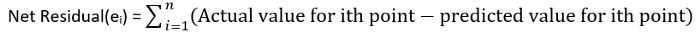 Net Residual(eᵢ) = ∑ⁿᵢ₌₁(Actual value for ith point − predicted value for ith point)